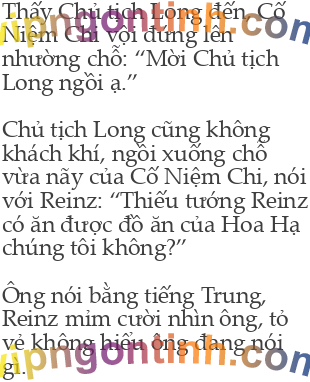 Thấy Chủ tịch Long đến, Cố
Niệm Chi vội đứng lên
nhường chỗ: “Mời Chủ tịch
Long ngồi ạ.”
Chủ tịch Long cũng không
khách khí, ngồi xuống chỗ
vừa nãy của Cố Niệm Chi, nói
với Reinz: “Thiếu tướng Reinz
có ăn được đồ ăn của Hoa Hạ
chúng tôi không?”
Ông nói bằng tiếng Trung,
Reinz mỉm cười nhìn ông, tỏ
vẻ không hiểu ông đang nói
gì.
vipngontinh.com
vipngontinh.com